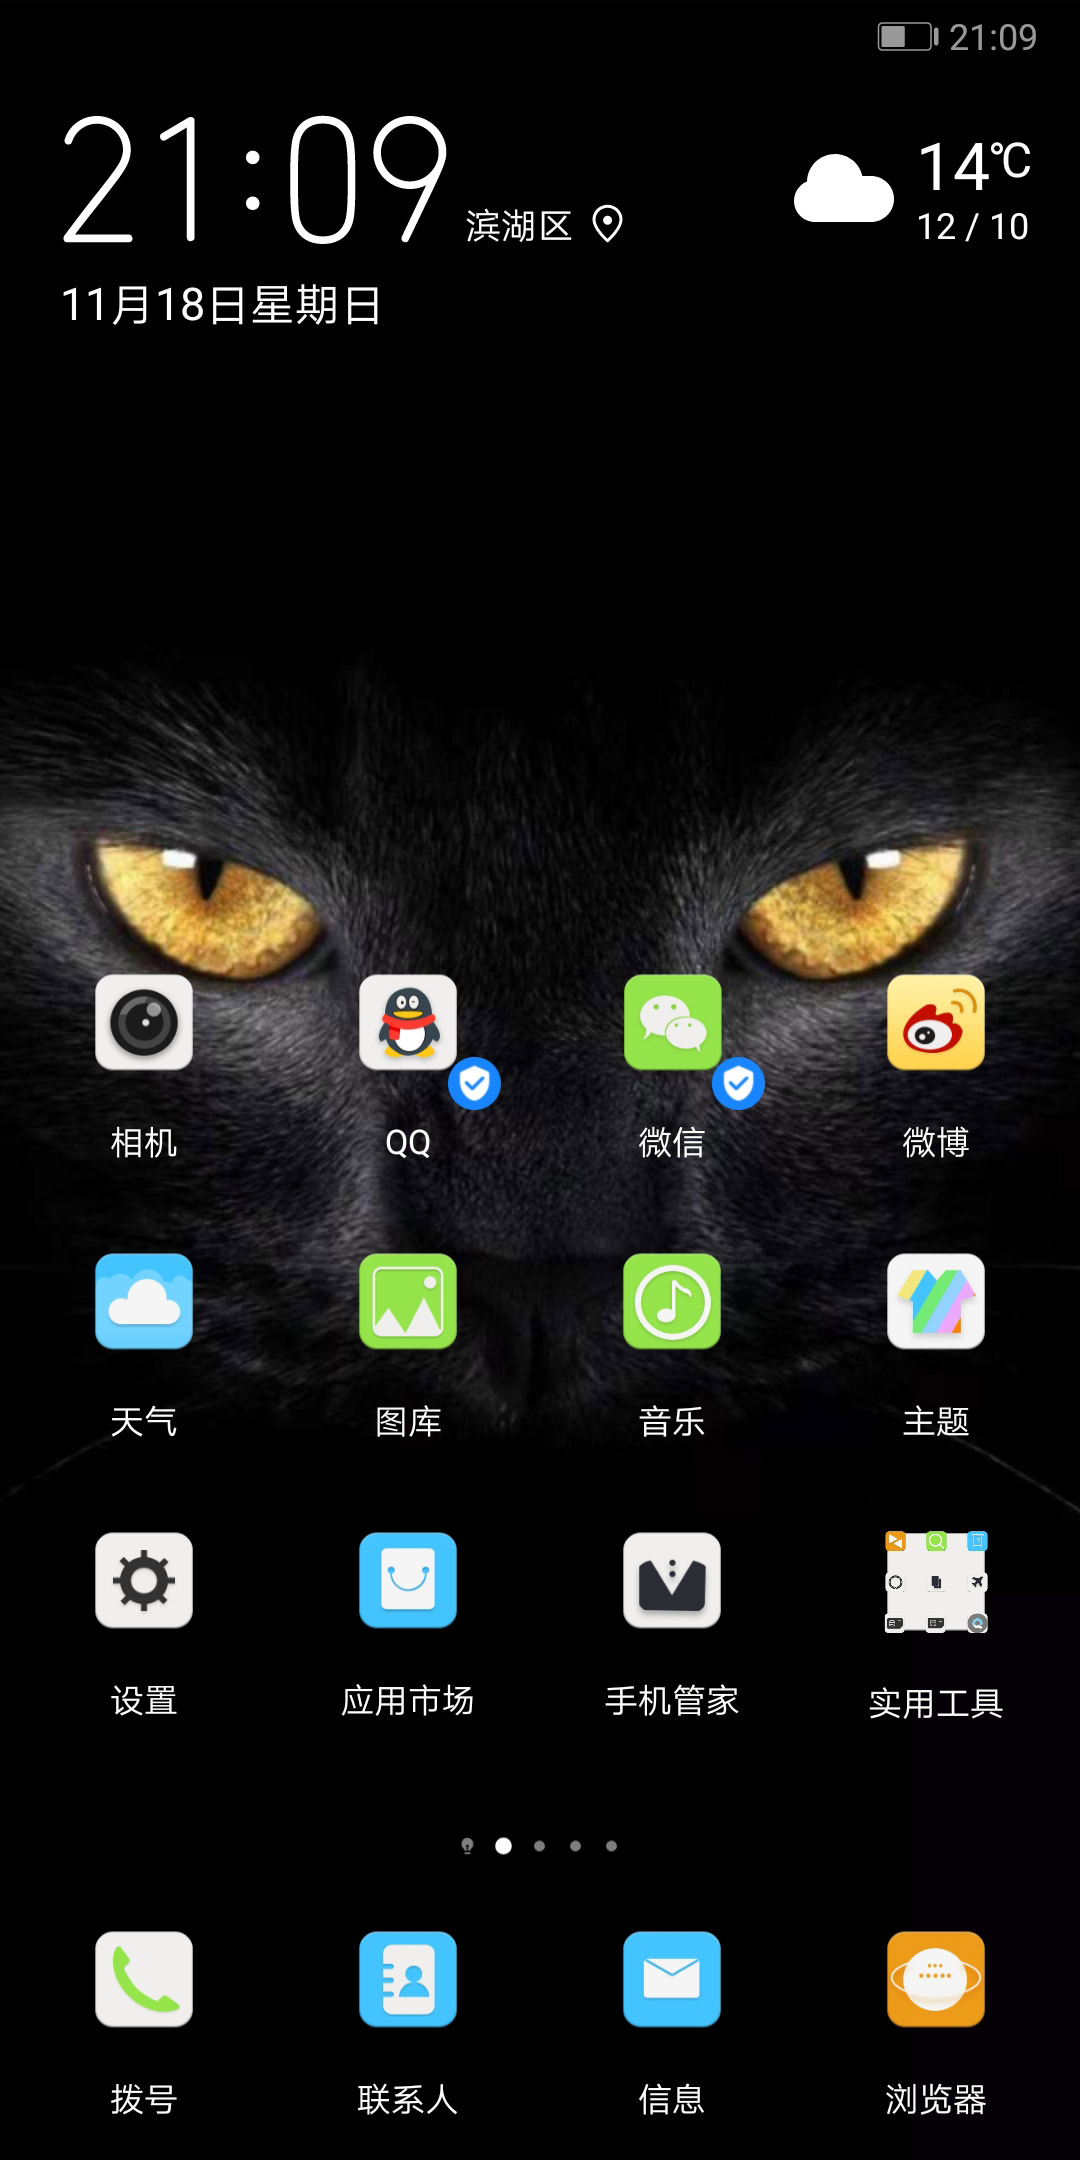 21:09
21:09
滨湖区
14℃
12 / 10
11月18日星期日
相机
QQ
微信
微博
天气
图库
音乐
主题
设置
应用市场
手机管家
实用工具
拨号
联系人
信息
浏览器